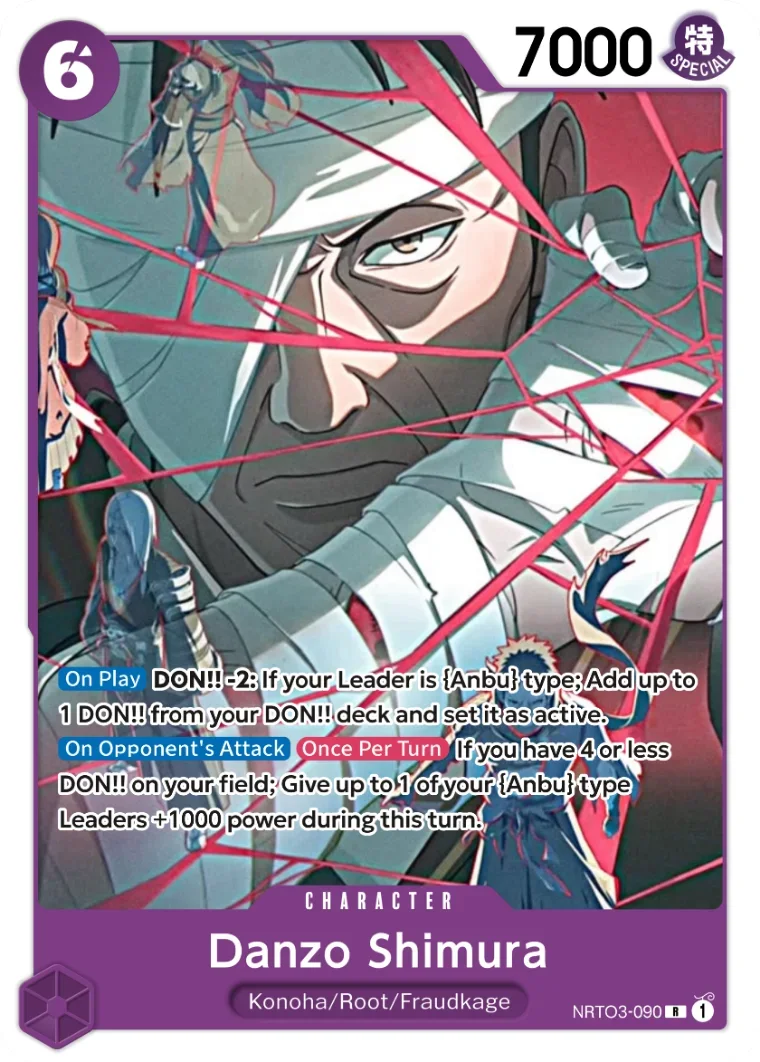 6
7000
特
SPECIAL
On Play DON!! -2: If your Leader is {Anbu} type; Add up to
1 DON!! from your DON!! deck and set it as active.
On Opponent's Attack Once Per Turn If you have 4 or less
DON!! on your field; Give up to 1 of your {Anbu} type
Leaders +1000 power during this turn.
CHARACTER
Danzo Shimura
Konoha/Root/Fraudkage
NRTO3-090 R 1